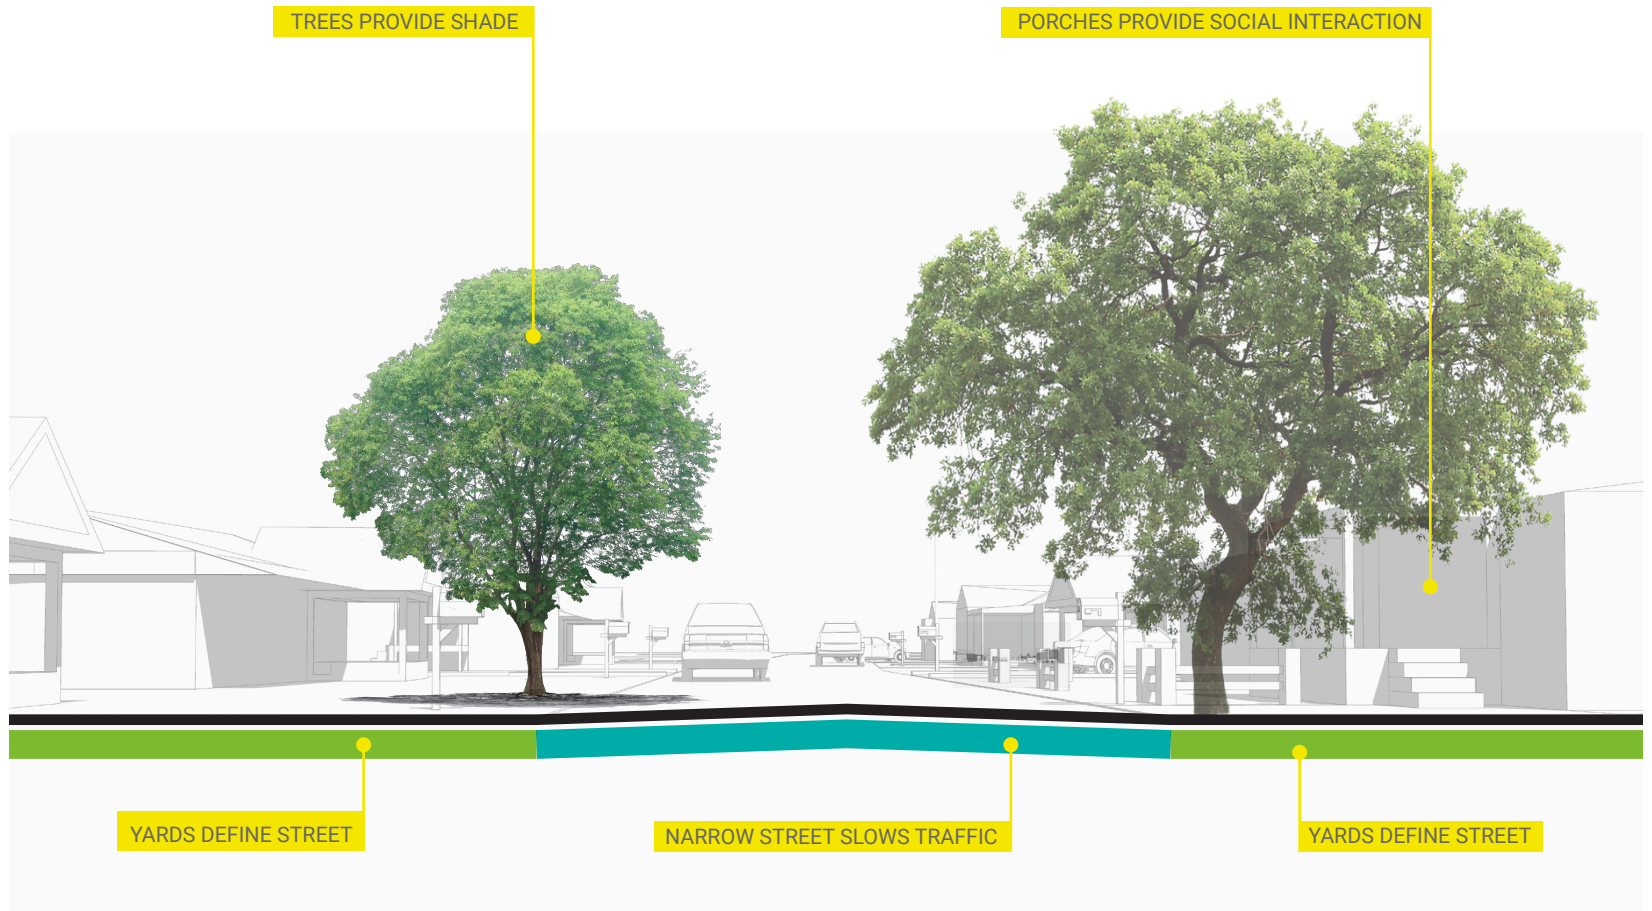 TREES PROVIDE SHADE
PORCHES PROVIDE SOCIAL INTERACTION
YARDS DEFINE STREET
NARROW STREET SLOWS TRAFFIC
YARDS DEFINE STREET